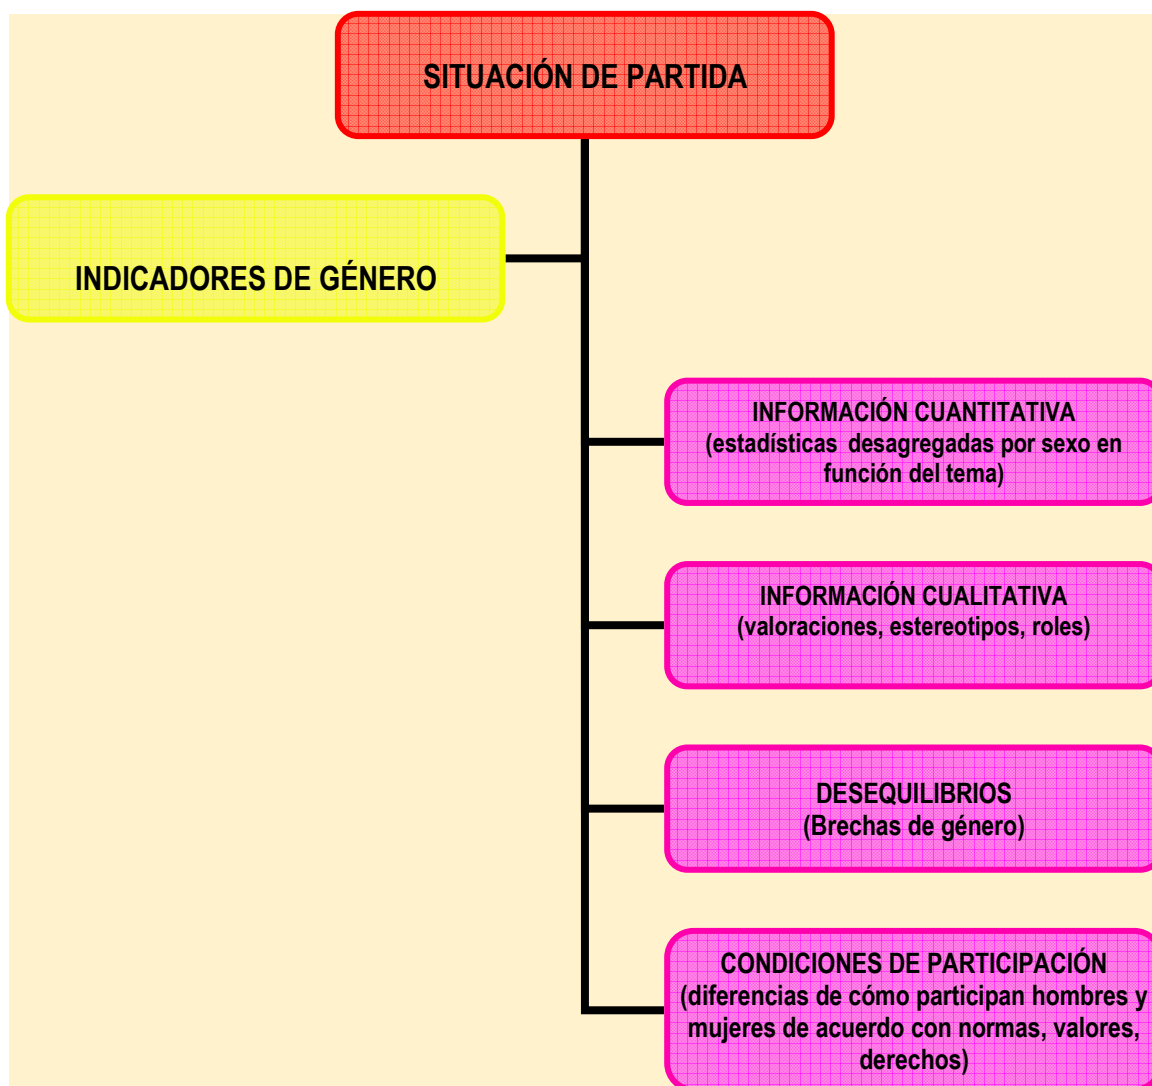 SITUACIÓN DE PARTIDA
INDICADORES DE GÉNERO
INFORMACIÓN CUANTITATIVA
(estadísticas desagregadas por sexo en
función del tema)
INFORMACIÓN CUALITATIVA
(valoraciones, estereotipos, roles)
DESEQUILIBRIOS
(Brechas de género)
CONDICIONES DE PARTICIPACIÓN
(diferencias de cómo participan hombres y
mujeres de acuerdo con normas, valores,
derechos)